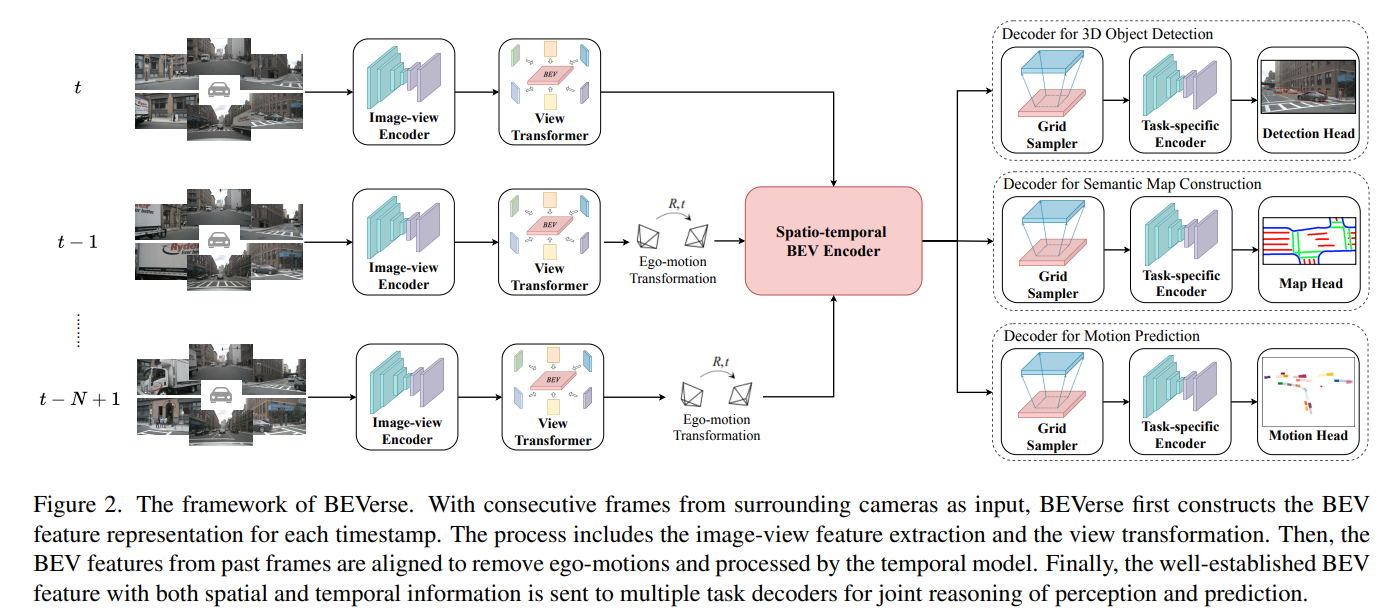 t
Image-view
Encoder
BEV
View
Transformer
Decoder for 3D Object Detection
Grid
Sampler
Task-specific
Encoder
Detection Head
t − 1
Ryder
Image-view
Encoder
BEV
View
Transformer
R,t
Ego-motion
Transformation
Spatio-temporal
BEV Encoder
Decoder for Semantic Map Construction
Grid
Sampler
Task-specific
Encoder
Map Head
t − N + 1
Image-view
Encoder
BEV
View
Transformer
R,t
Ego-motion
Transformation
Decoder for Motion Prediction
Grid
Sampler
Task-specific
Encoder
Motion Head
Figure 2. The framework of BEVerse. With consecutive frames from surrounding cameras as input, BEVerse first constructs the BEV
feature representation for each timestamp. The process includes the image-view feature extraction and the view transformation. Then, the
BEV features from past frames are aligned to remove ego-motions and processed by the temporal model. Finally, the well-established BEV
feature with both spatial and temporal information is sent to multiple task decoders for joint reasoning of perception and prediction.